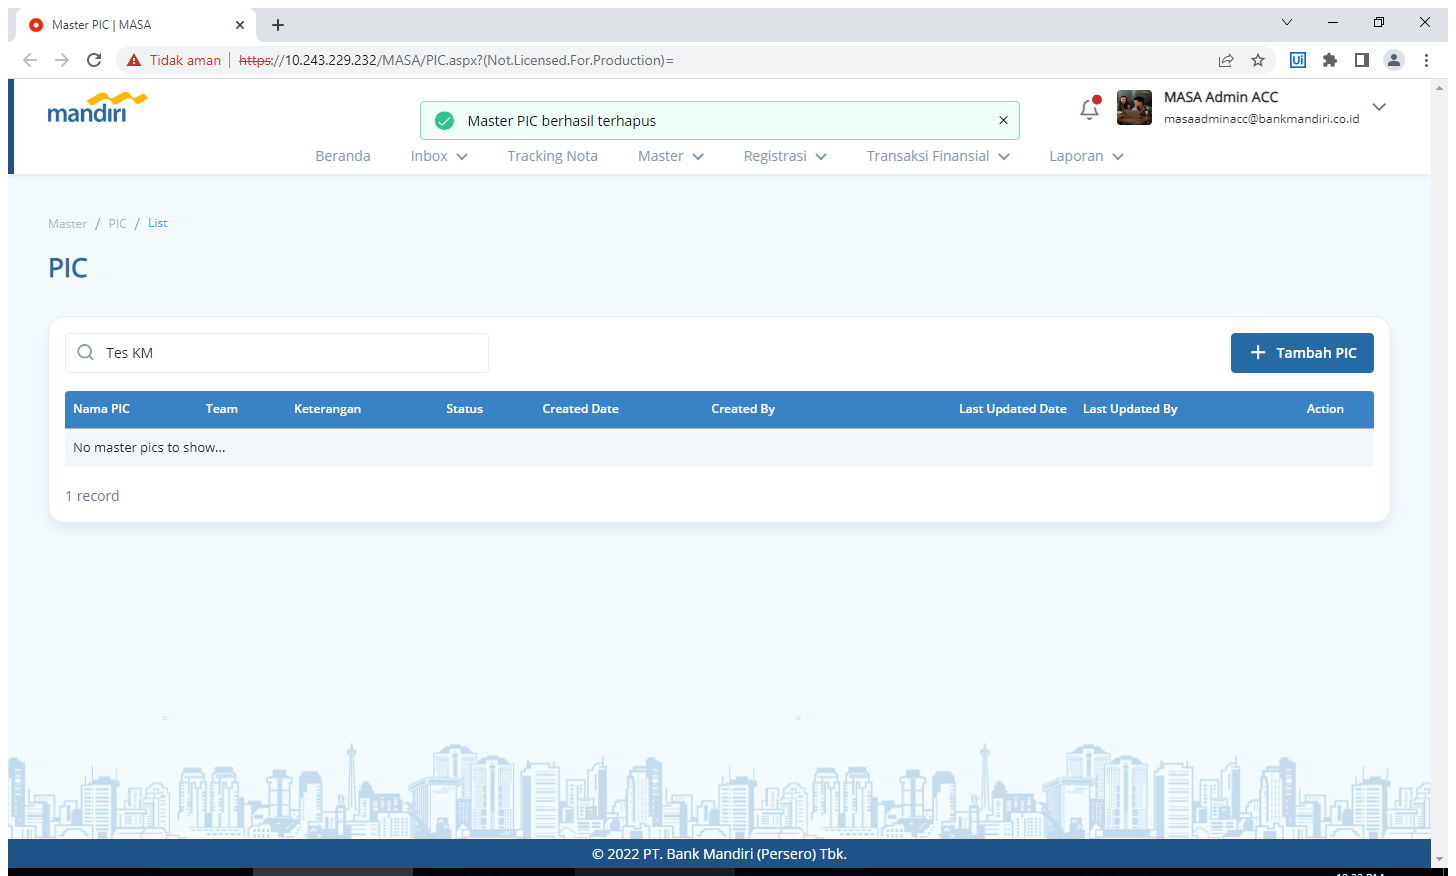 Master PIC | MASA
Tidak aman
https://10.243.229.232/MASA/PIC.aspx?(Not.Licensed.For.Production)=
mandiri
Master PIC berhasil terhapus
MASA Admin ACC
masaadminacc@bankmandiri.co.id
Beranda Inbox Tracking Nota Master Registrasi Transaksi Finansial Laporan
Master / PIC / List
PIC
Tes KM
Tambah PIC
Nama PIC Team Keterangan Status Created Date Created By Last Updated Date Last Updated By Action
No master pics to show...
1 record
© 2022 PT. Bank Mandiri (Persero) Tbk.